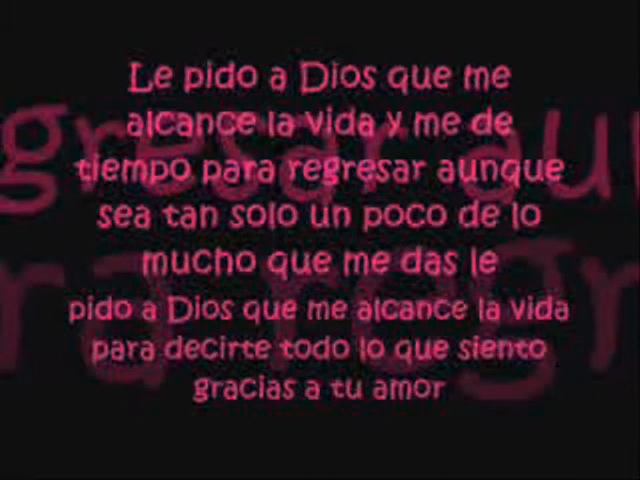 Le pido a Dios que me
alcance la vida y me de
tiempo para regresar aunque
sea tan solo un poco de lo
mucho que me das le
pido a Dios que me alcance la vida
para decirte todo lo que siento
gracias a tu amor